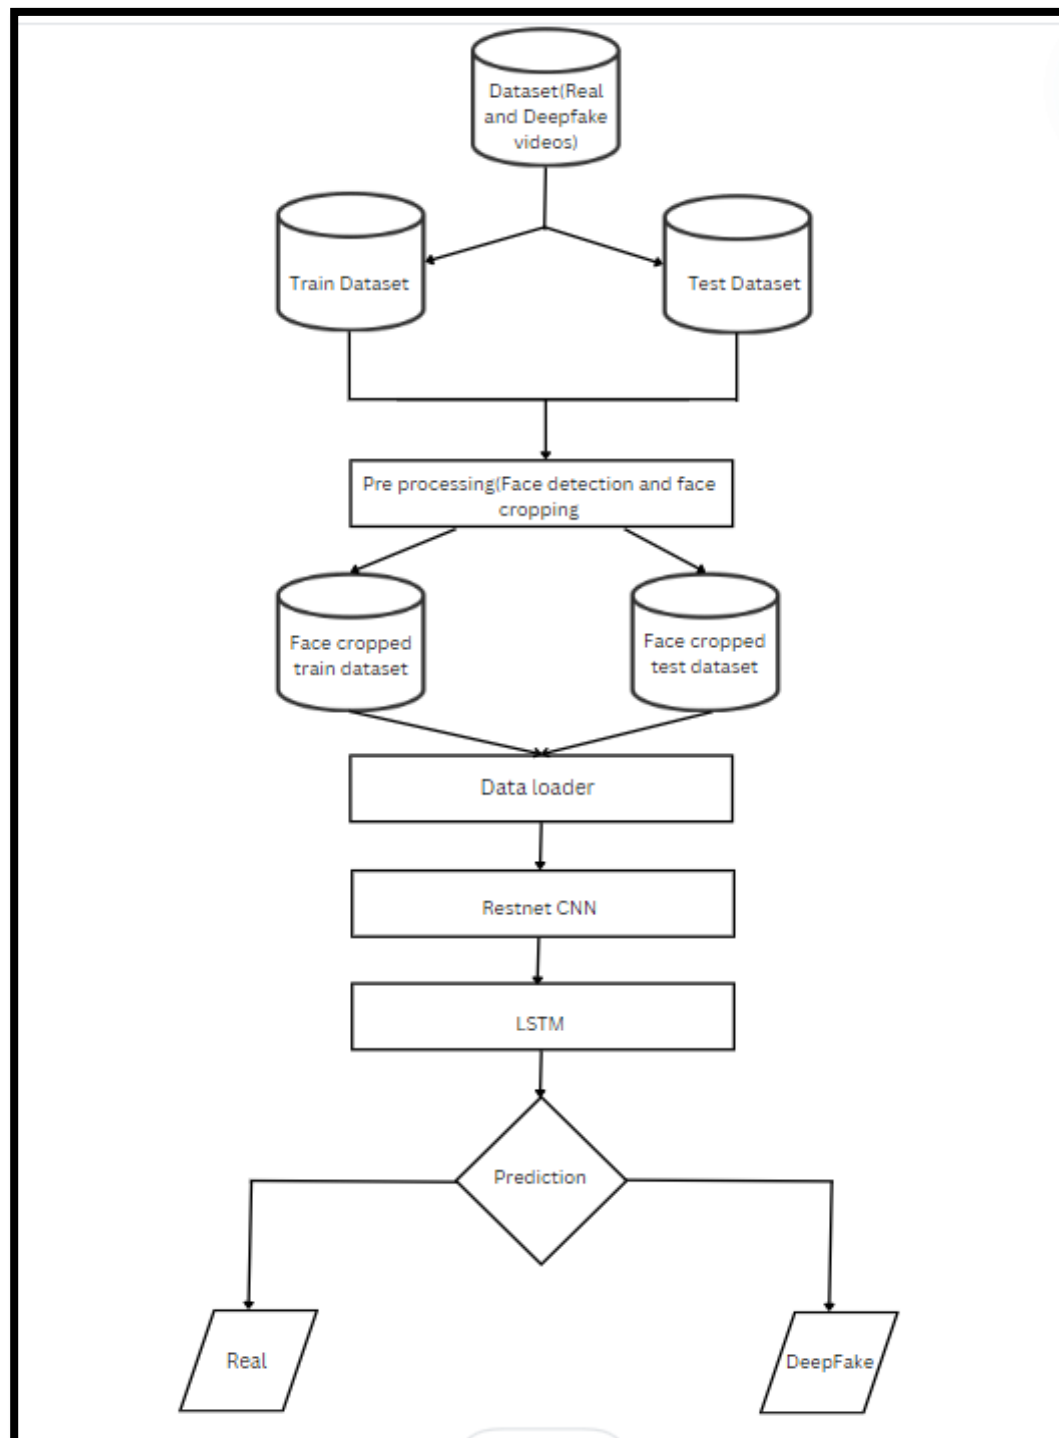 Dataset(Real
and Deepfake
videos)
Train Dataset
Test Dataset
Pre processing(Face detection and face
cropping
Face cropped
train dataset
Face cropped
test dataset
Data loader
Restnet CNN
LSTM
Prediction
Real
DeepFake